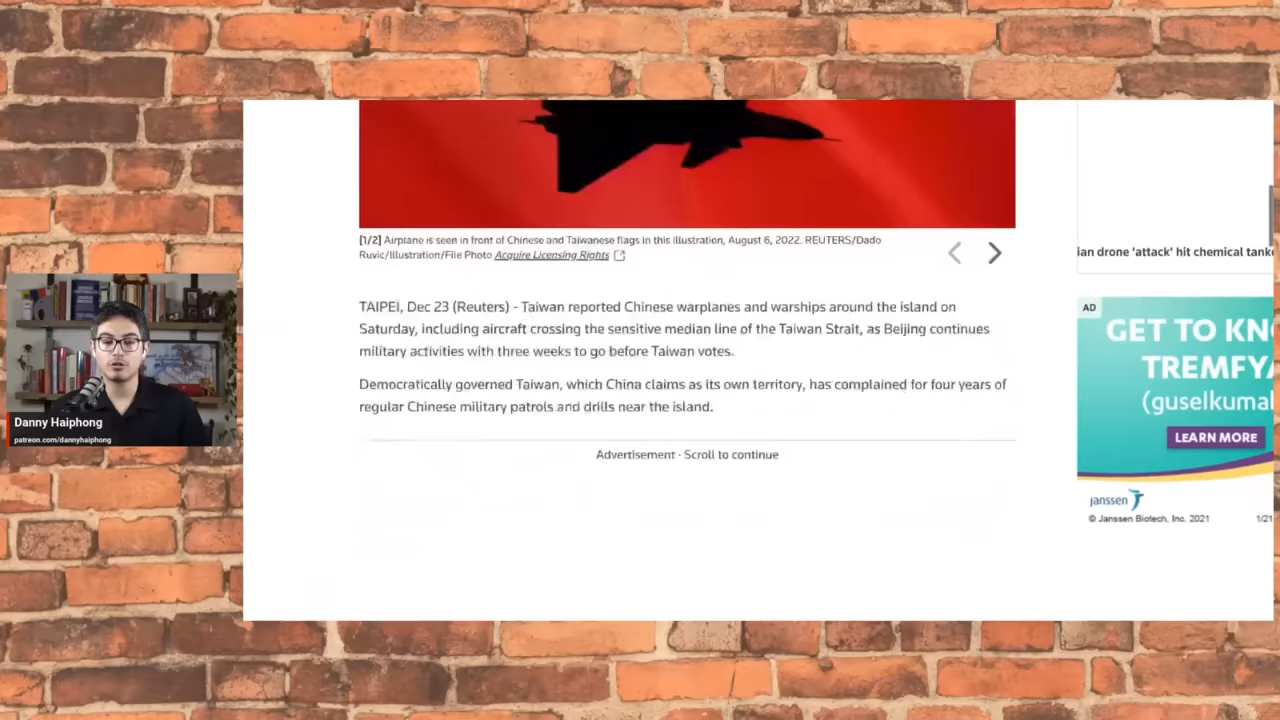 [1/2] Airplane is seen in front of Chinese and Taiwanese flags in this illustration, August 6, 2022. REUTERS/Dado
Ruvic/Illustration/File Photo Acquire Licensing Rights
TAIPEI, Dec 23 (Reuters) - Taiwan reported Chinese warplanes and warships around the island on
Saturday, including aircraft crossing the sensitive median line of the Taiwan Strait, as Beijing continues
military activities with three weeks to go before Taiwan votes.
Democratically governed Taiwan, which China claims as its own territory, has complained for four years of
regular Chinese military patrols and drills near the island.
Advertisement · Scroll to continue
ian drone 'attack' hit chemical tanke
AD
GET TO KN
TREMFYA
(guselkumal
LEARN MORE
janssen
© Janssen Biotech, Inc. 2021
1/21
Danny Haiphong
patreon.com/dannyhaiphong